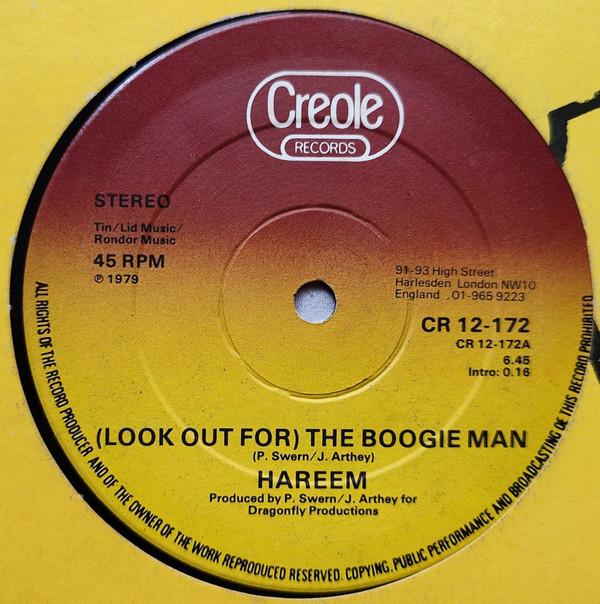 Creole
RECORDS
STEREO
Tin/Lid Music/
Rondor Music
45 RPM
℗ 1979
91-93 High Street
Harlesden London NW10
England .01-965 9223
CR 12-172
CR 12-172A
6.45
Intro: 0.16
(LOOK OUT FOR) THE BOOGIE MAN
(P. Swern/J. Arthey)
HAREEM
Produced by P. Swern/J. Arthey for
Dragonfly Productions
ALL RIGHTS OF THE RECORD PRODUCER AND OF THE OWNER OF THE WORK REPRODUCED RESERVED. COPYING, PUBLIC PERFORMANCE AND BROADCASTING OF THIS RECORD PROHIBITED